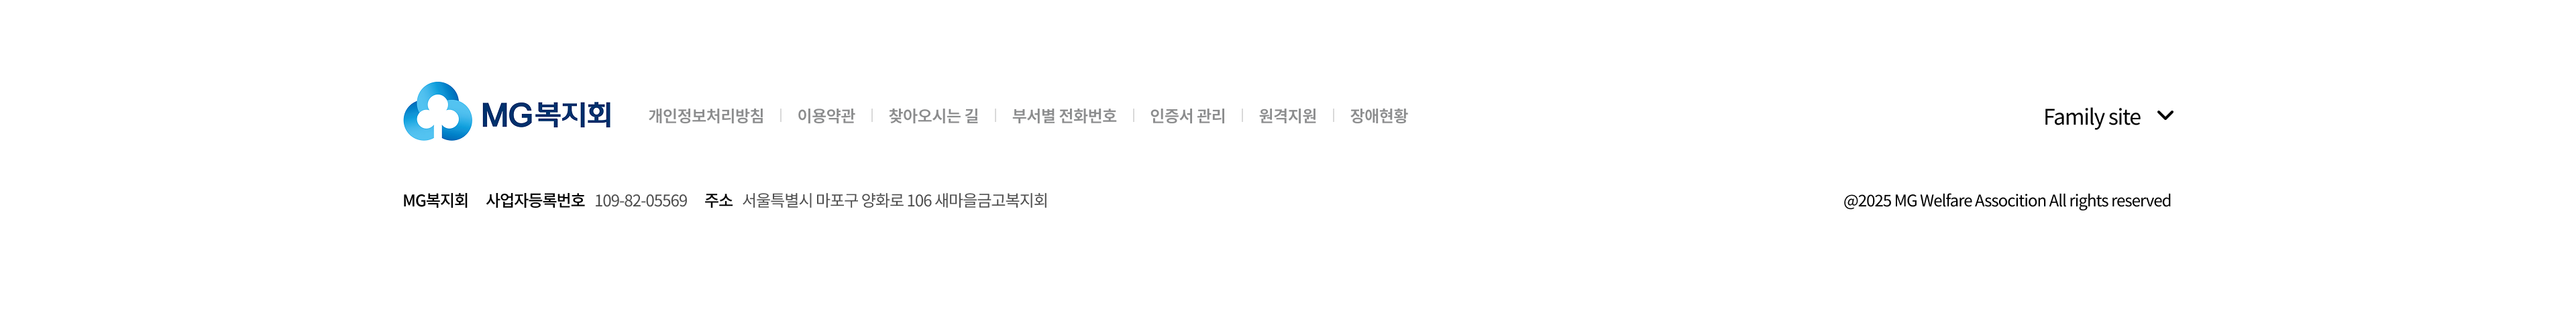 MG복지회 개인정보처리방침 이용약관 찾아오시는 길 부서별 전화번호 인증서 관리 원격지원 장애현황 Family site
MG복지회 사업자등록번호 109-82-05569 주소 서울특별시 마포구 양화로 106 새마을금고복지회 @2025 MG Welfare Assocition All rights reserved